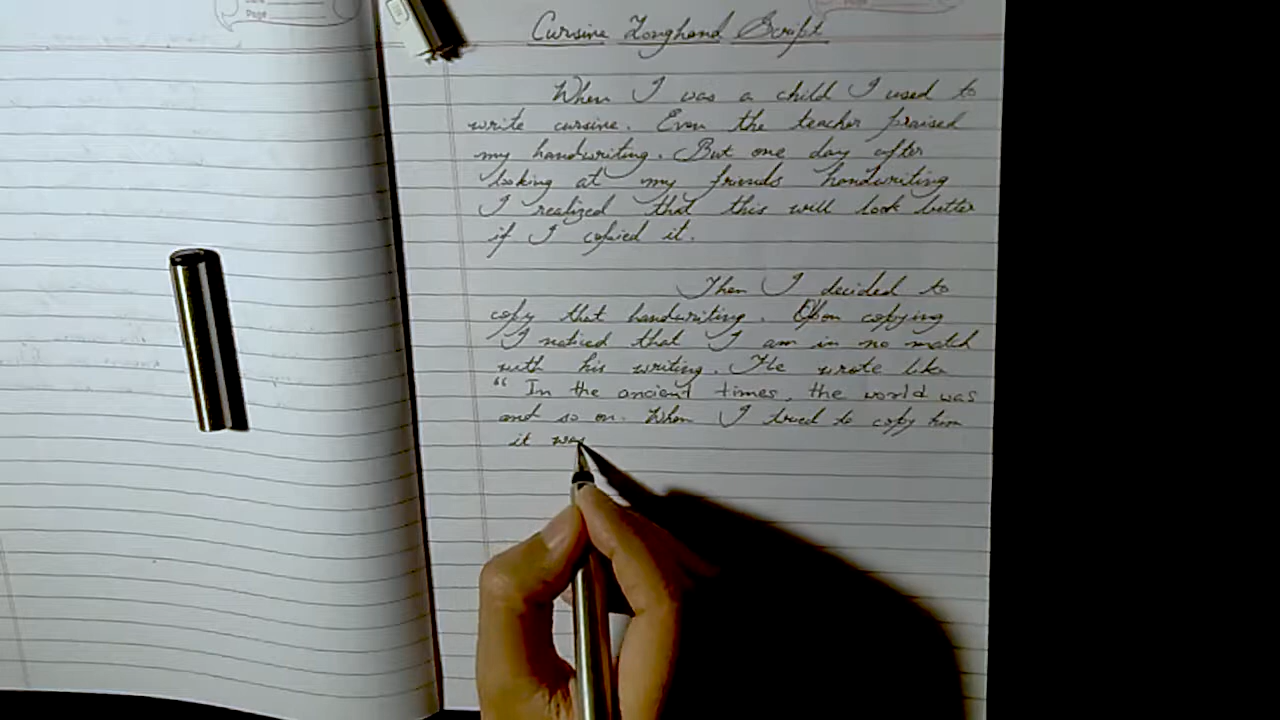 Page
Cursive Longhand Script
When I was a child I used to
write cursive. Even the teacher praised
my handwriting. But one day after
looking at my friends handwriting
I realized that this will look better
if I copied it.
Then I decided to
copy that handwriting. Upon copying
I noticed that I am in no match
with his writing. He wrote like
“ In the ancient times, the world was
and so on. When I tried to copy him
it was